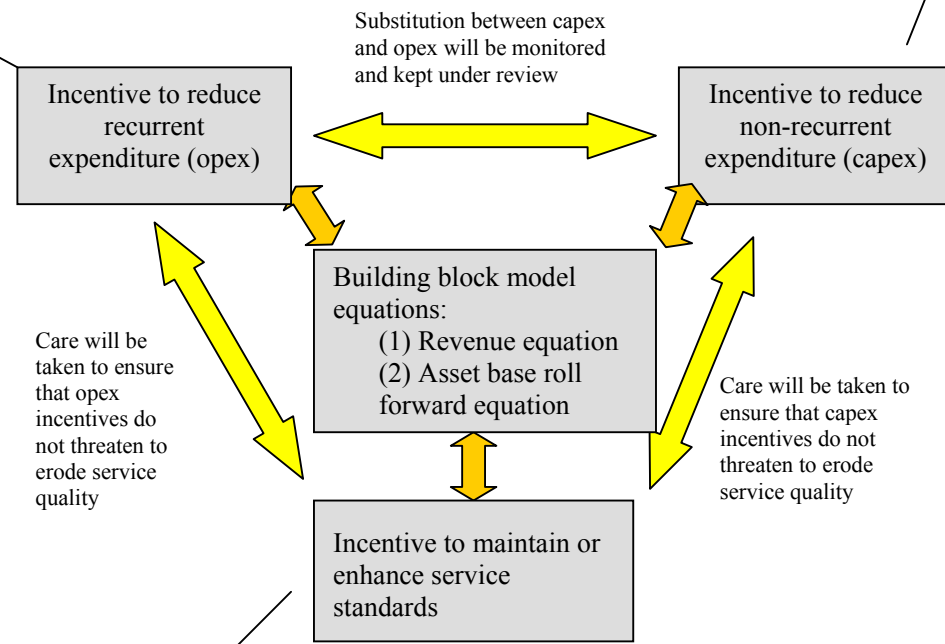 Substitution between capex
and opex will be monitored
and kept under review
Incentive to reduce
recurrent
expenditure (opex)
Incentive to reduce
non-recurrent
expenditure (capex)
Building block model
equations:
(1) Revenue equation
(2) Asset base roll
forward equation
Care will be
taken to ensure
that opex
incentives do
not threaten to
erode service
quality
Care will be taken to
ensure that capex
incentives do not
threaten to erode
service quality
Incentive to maintain or
enhance service
standards